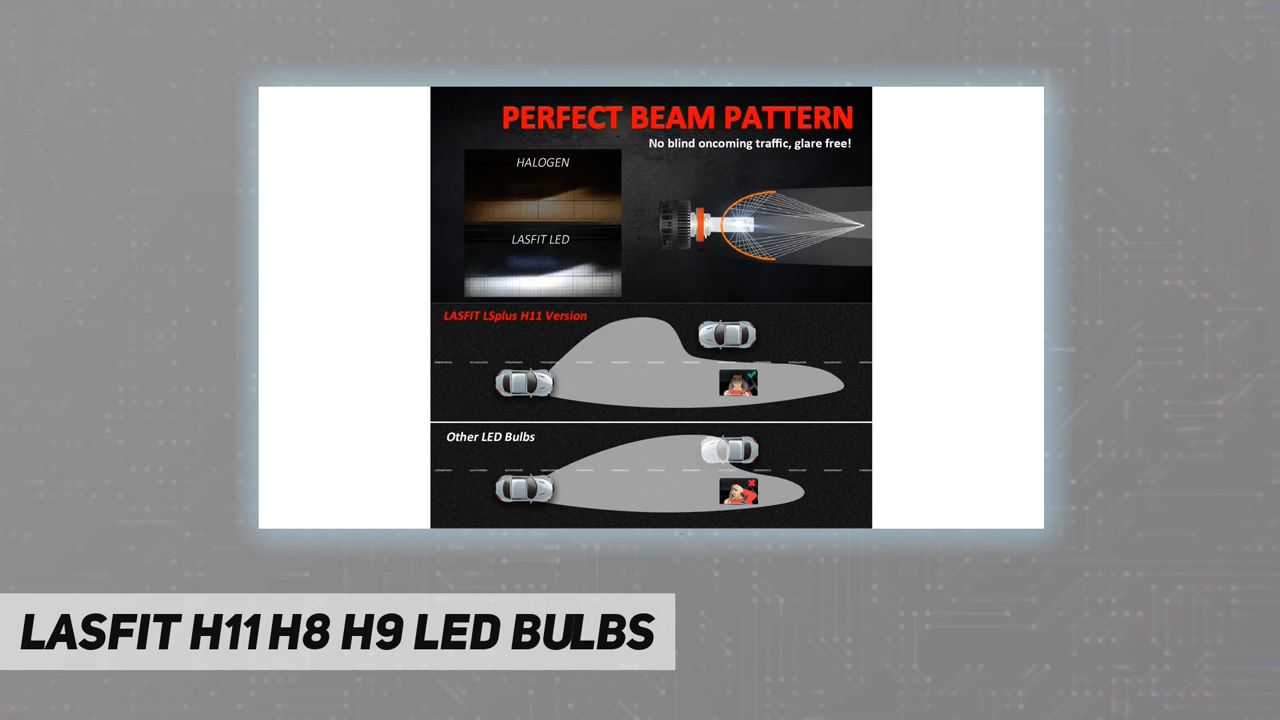 PERFECT BEAM PATTERN
No blind oncoming traffic, glare free!
HALOGEN
LASFIT LED
LASFIT LSplus H11 Version
Other LED Bulbs
LASFIT H11 H8 H9 LED BULBS